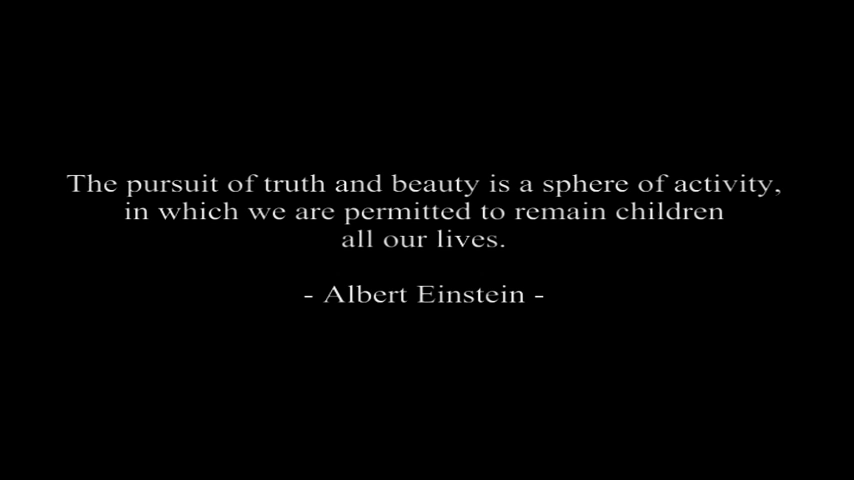 The pursuit of truth and beauty is a sphere of activity,
in which we are permitted to remain children
all our lives.
- Albert Einstein -